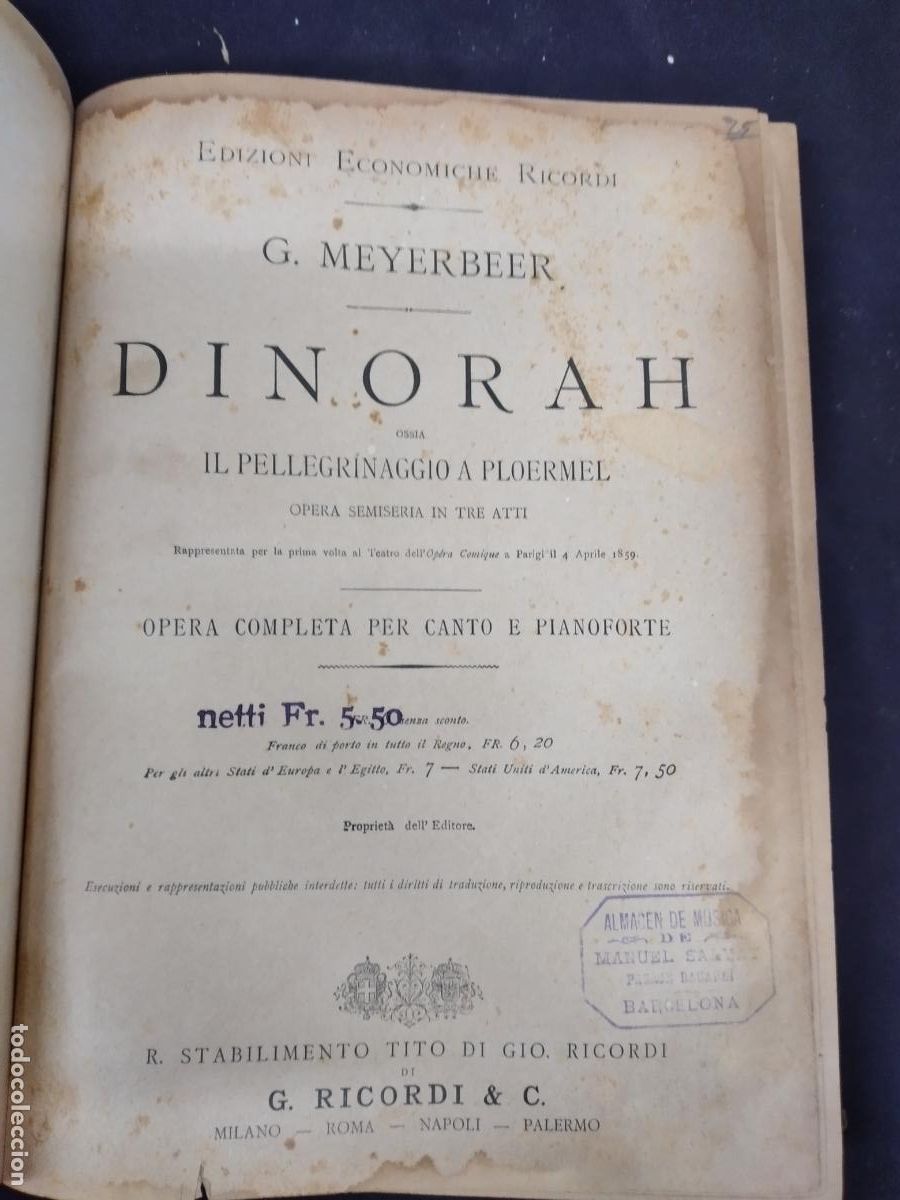 25
EDIZIONI ECONOMICHE RICORDI
G. MEYERBEER
DINORAH
OSSIA
IL PELLEGRINAGGIO A PLOERMEL
OPERA SEMISERIA IN TRE ATTI
Rappresentata per la prima volta al Teatro dell'Opéra Comique a Parigi il 4 Aprile 1859.
OPERA COMPLETA PER CANTO E PIANOFORTE
netti Fr. 5.50 sconto.
Franco di porto in tutto il Regno, FR. 6, 20
Per gli altri Stati d'Europa e l'Egitto, Fr. 7 — Stati Uniti d'America, Fr. 7, 50
Proprietà dell'Editore.
Esecuzioni e rappresentazioni pubbliche interdette: tutti i diritti di traduzione, riproduzione e trascrizione sono riservati.
ALMACEN DE MUSICA
DE
MANUEL
BARCELONA
R. STABILIMENTO TITO DI GIO. RICORDI
DI
G. RICORDI & C.
MILANO — ROMA — NAPOLI — PALERMO
todocoleccion